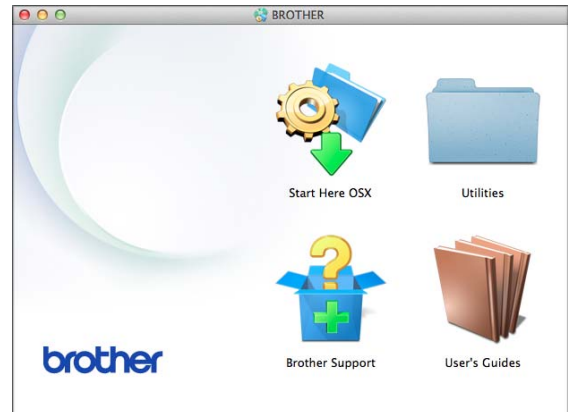 BROTHER
Start Here OSX
Utilities
Brother Support
User's Guides
brother